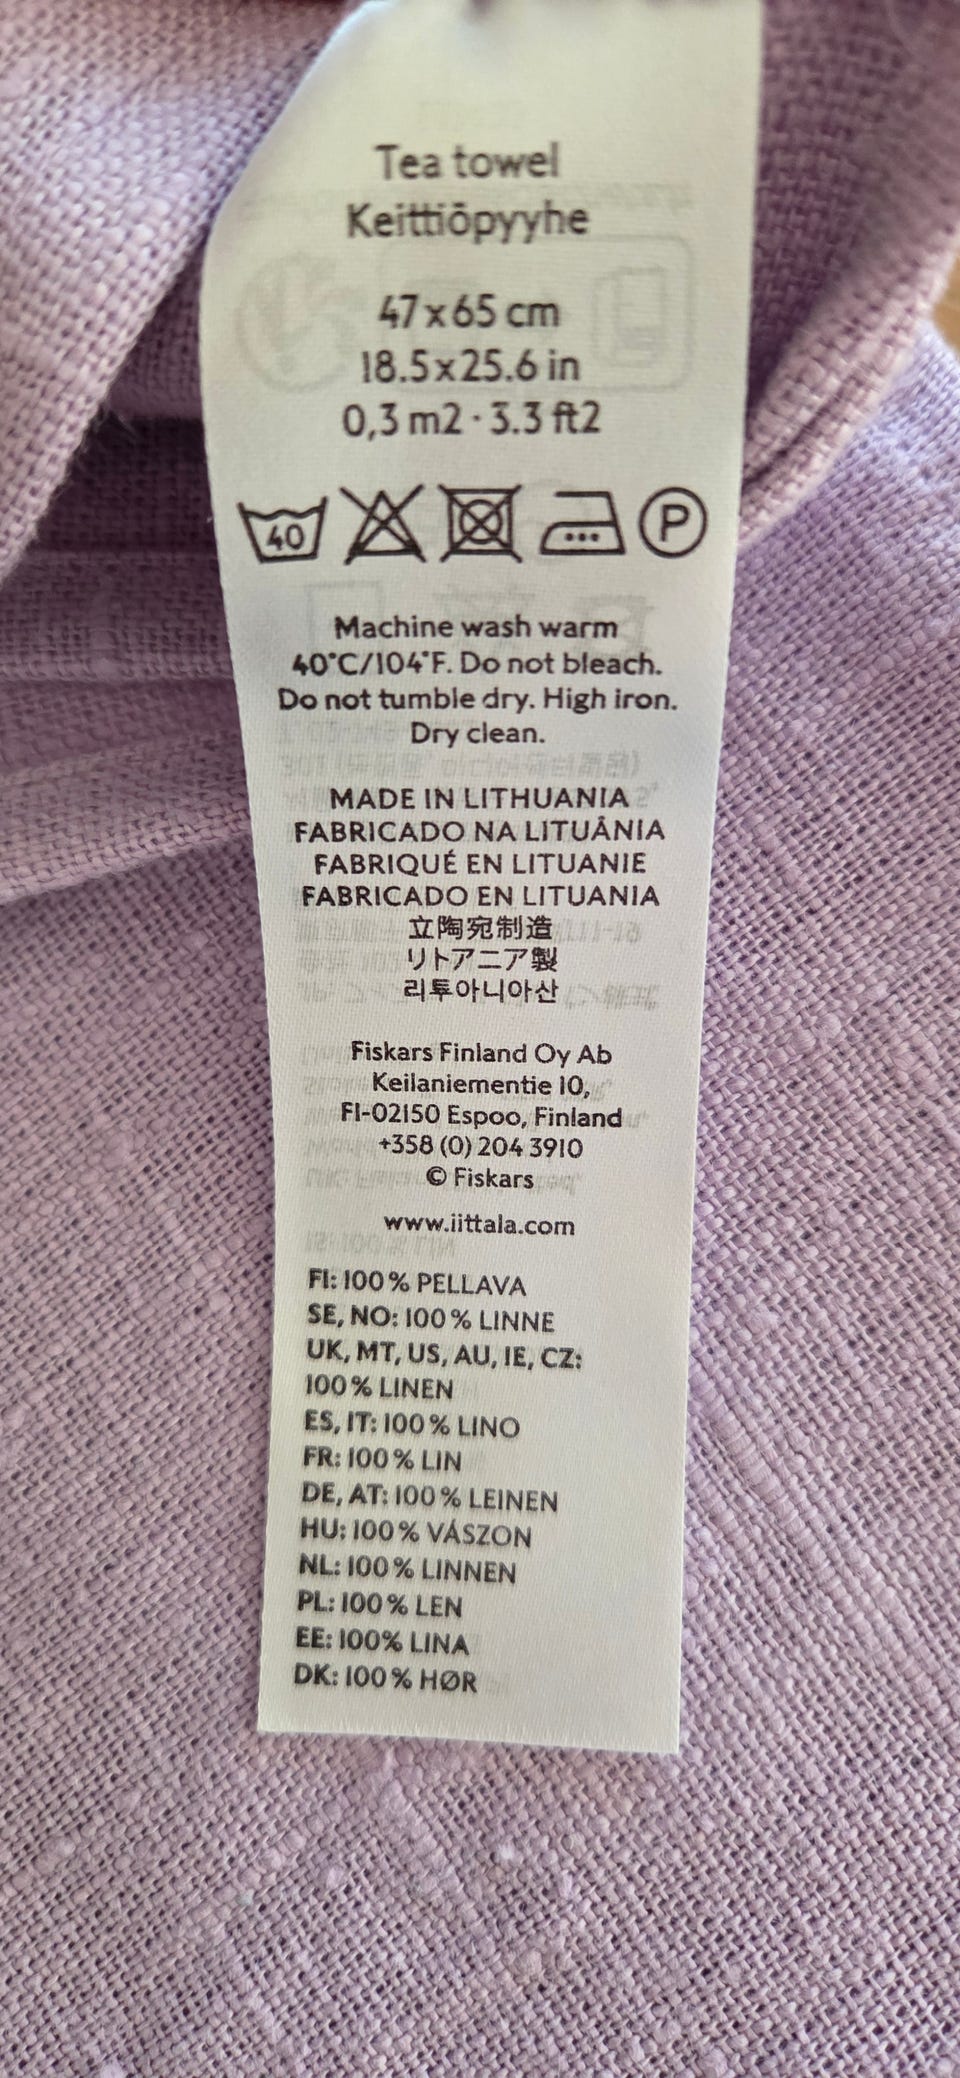 Tea towel
Keittiöpyyhe
47 x 65 cm
18.5 x 25.6 in
0,3 m2 · 3.3 ft2
40 P
Machine wash warm
40°C/104°F. Do not bleach.
Do not tumble dry. High iron.
Dry clean.
MADE IN LITHUANIA
FABRICADO NA LITUÂNIA
FABRIQUÉ EN LITUANIE
FABRICADO EN LITUANIA
立陶宛制造
リトアニア製
리투아니아산
Fiskars Finland Oy Ab
Keilaniementie 10,
FI-02150 Espoo, Finland
+358 (0) 204 3910
© Fiskars
www.iittala.com
FI: 100 % PELLAVA
SE, NO: 100 % LINNE
UK, MT, US, AU, IE, CZ:
100 % LINEN
ES, IT: 100 % LINO
FR: 100 % LIN
DE, AT: 100 % LEINEN
HU: 100 % VÁSZON
NL: 100 % LINNEN
PL: 100 % LEN
EE: 100% LINA
DK: 100 % HØR